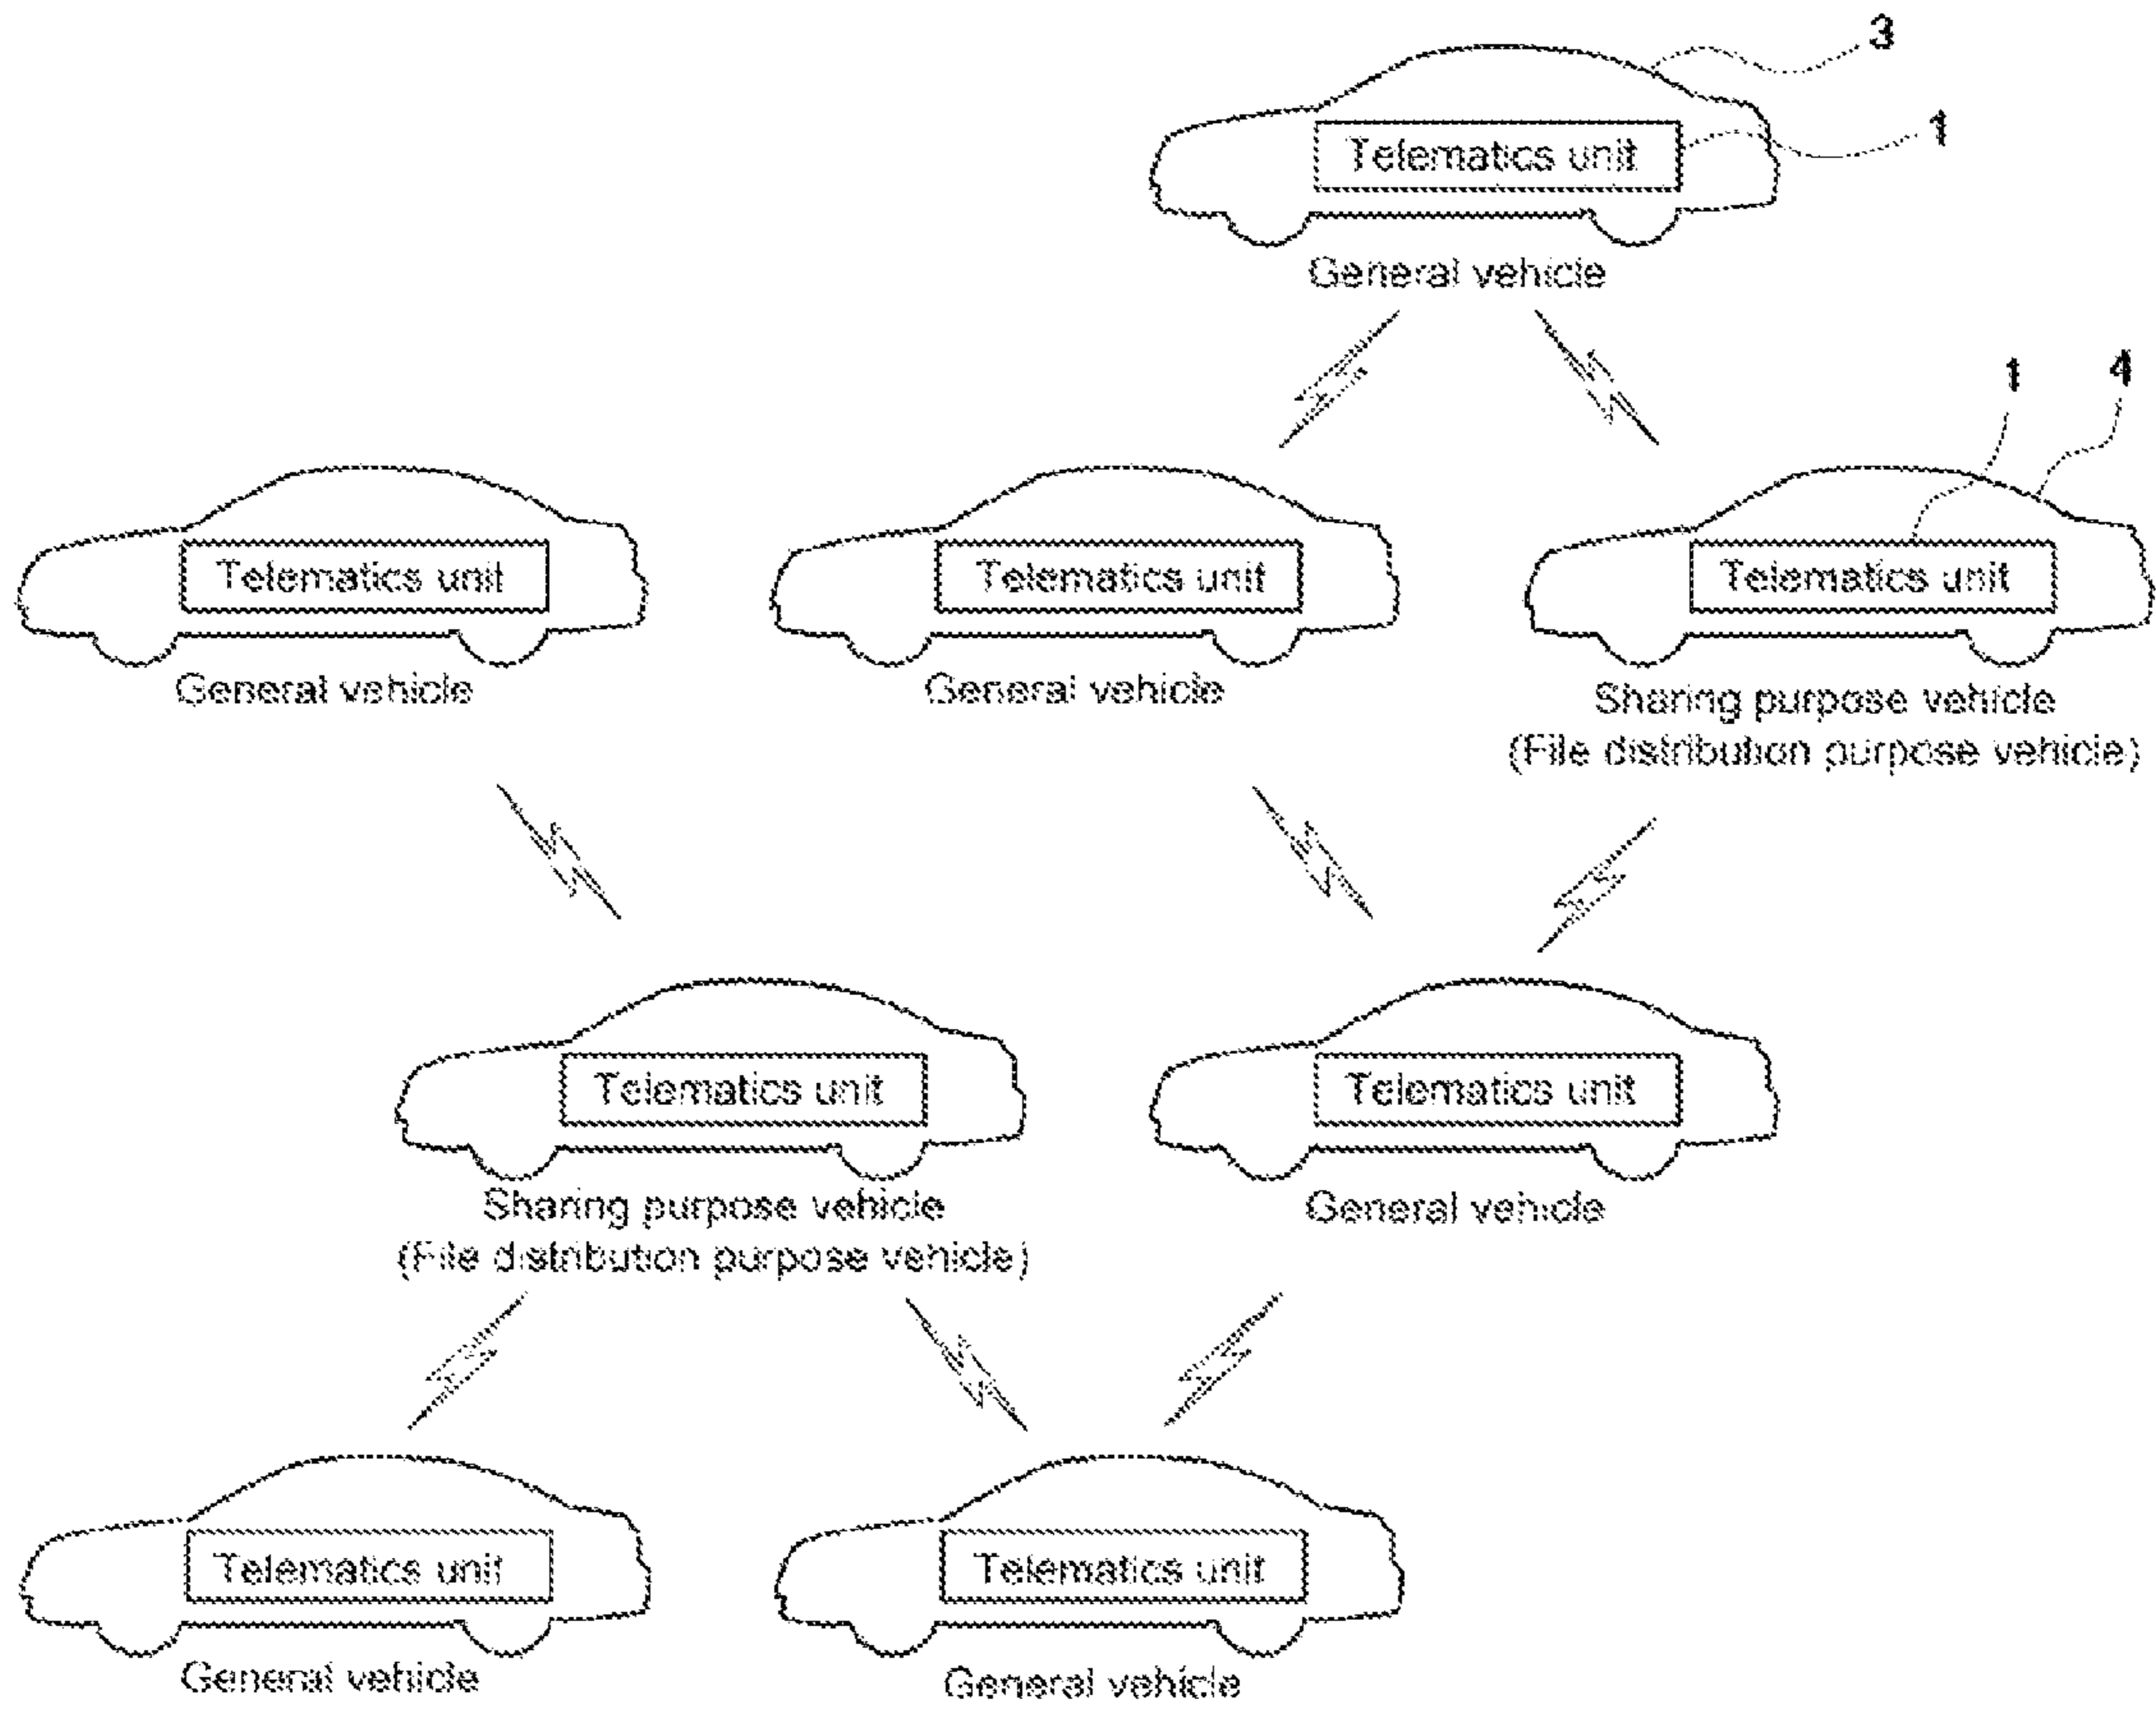 3
Telematics unit
1
General vehicle
1
4
Telematics unit
Telematics unit
Telematics unit
General vehicle
General vehicle
Sharing purpose vehicle
(File distribution purpose vehicle)
Telematics unit
Telematics unit
Sharing purpose vehicle
(File distribution purpose vehicle)
General vehicle
Telematics unit
Telematics unit
General vehicle
General vehicle